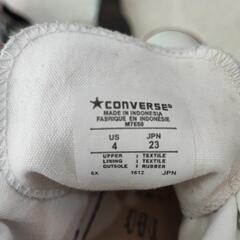 ★CONVERSE®
MADE IN INDONESIA
FABRIQUE EN INDONESIE
M7650
US JPN
4 23
UPPER : TEXTILE
LINING : TEXTILE
OUTSOLE : RUBBER
6X 1612 JPN